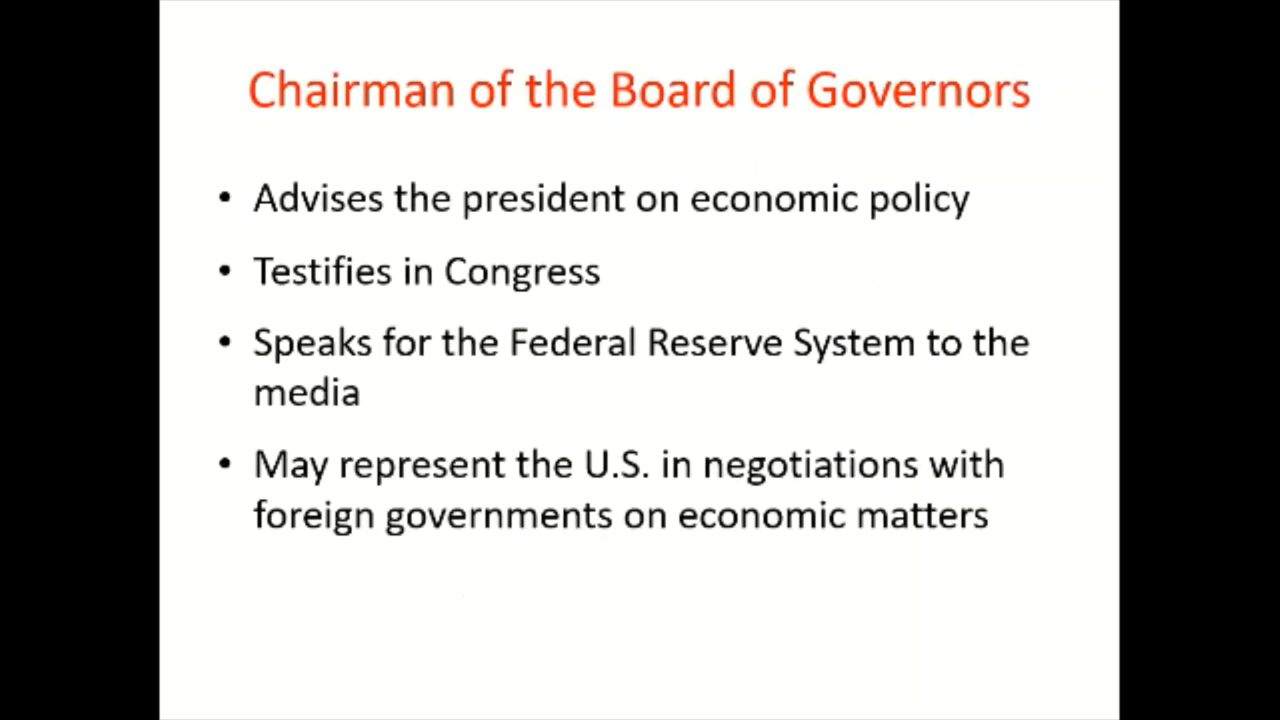 Chairman of the Board of Governors
• Advises the president on economic policy
• Testifies in Congress
• Speaks for the Federal Reserve System to the
media
• May represent the U.S. in negotiations with
foreign governments on economic matters